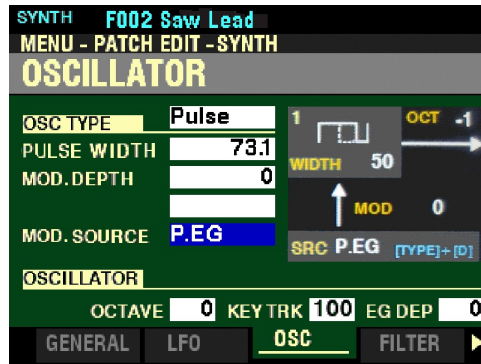 SYNTH F002 Saw Lead
MENU - PATCH EDIT - SYNTH
OSCILLATOR
OSC TYPE Pulse
PULSE WIDTH 73.1
MOD. DEPTH 0
MOD. SOURCE P.EG
1 OCT -1
WIDTH 50
MOD 0
SRC P.EG [TYPE]+[D]
OSCILLATOR
OCTAVE 0 KEY TRK 100 EG DEP 0
GENERAL LFO OSC FILTER